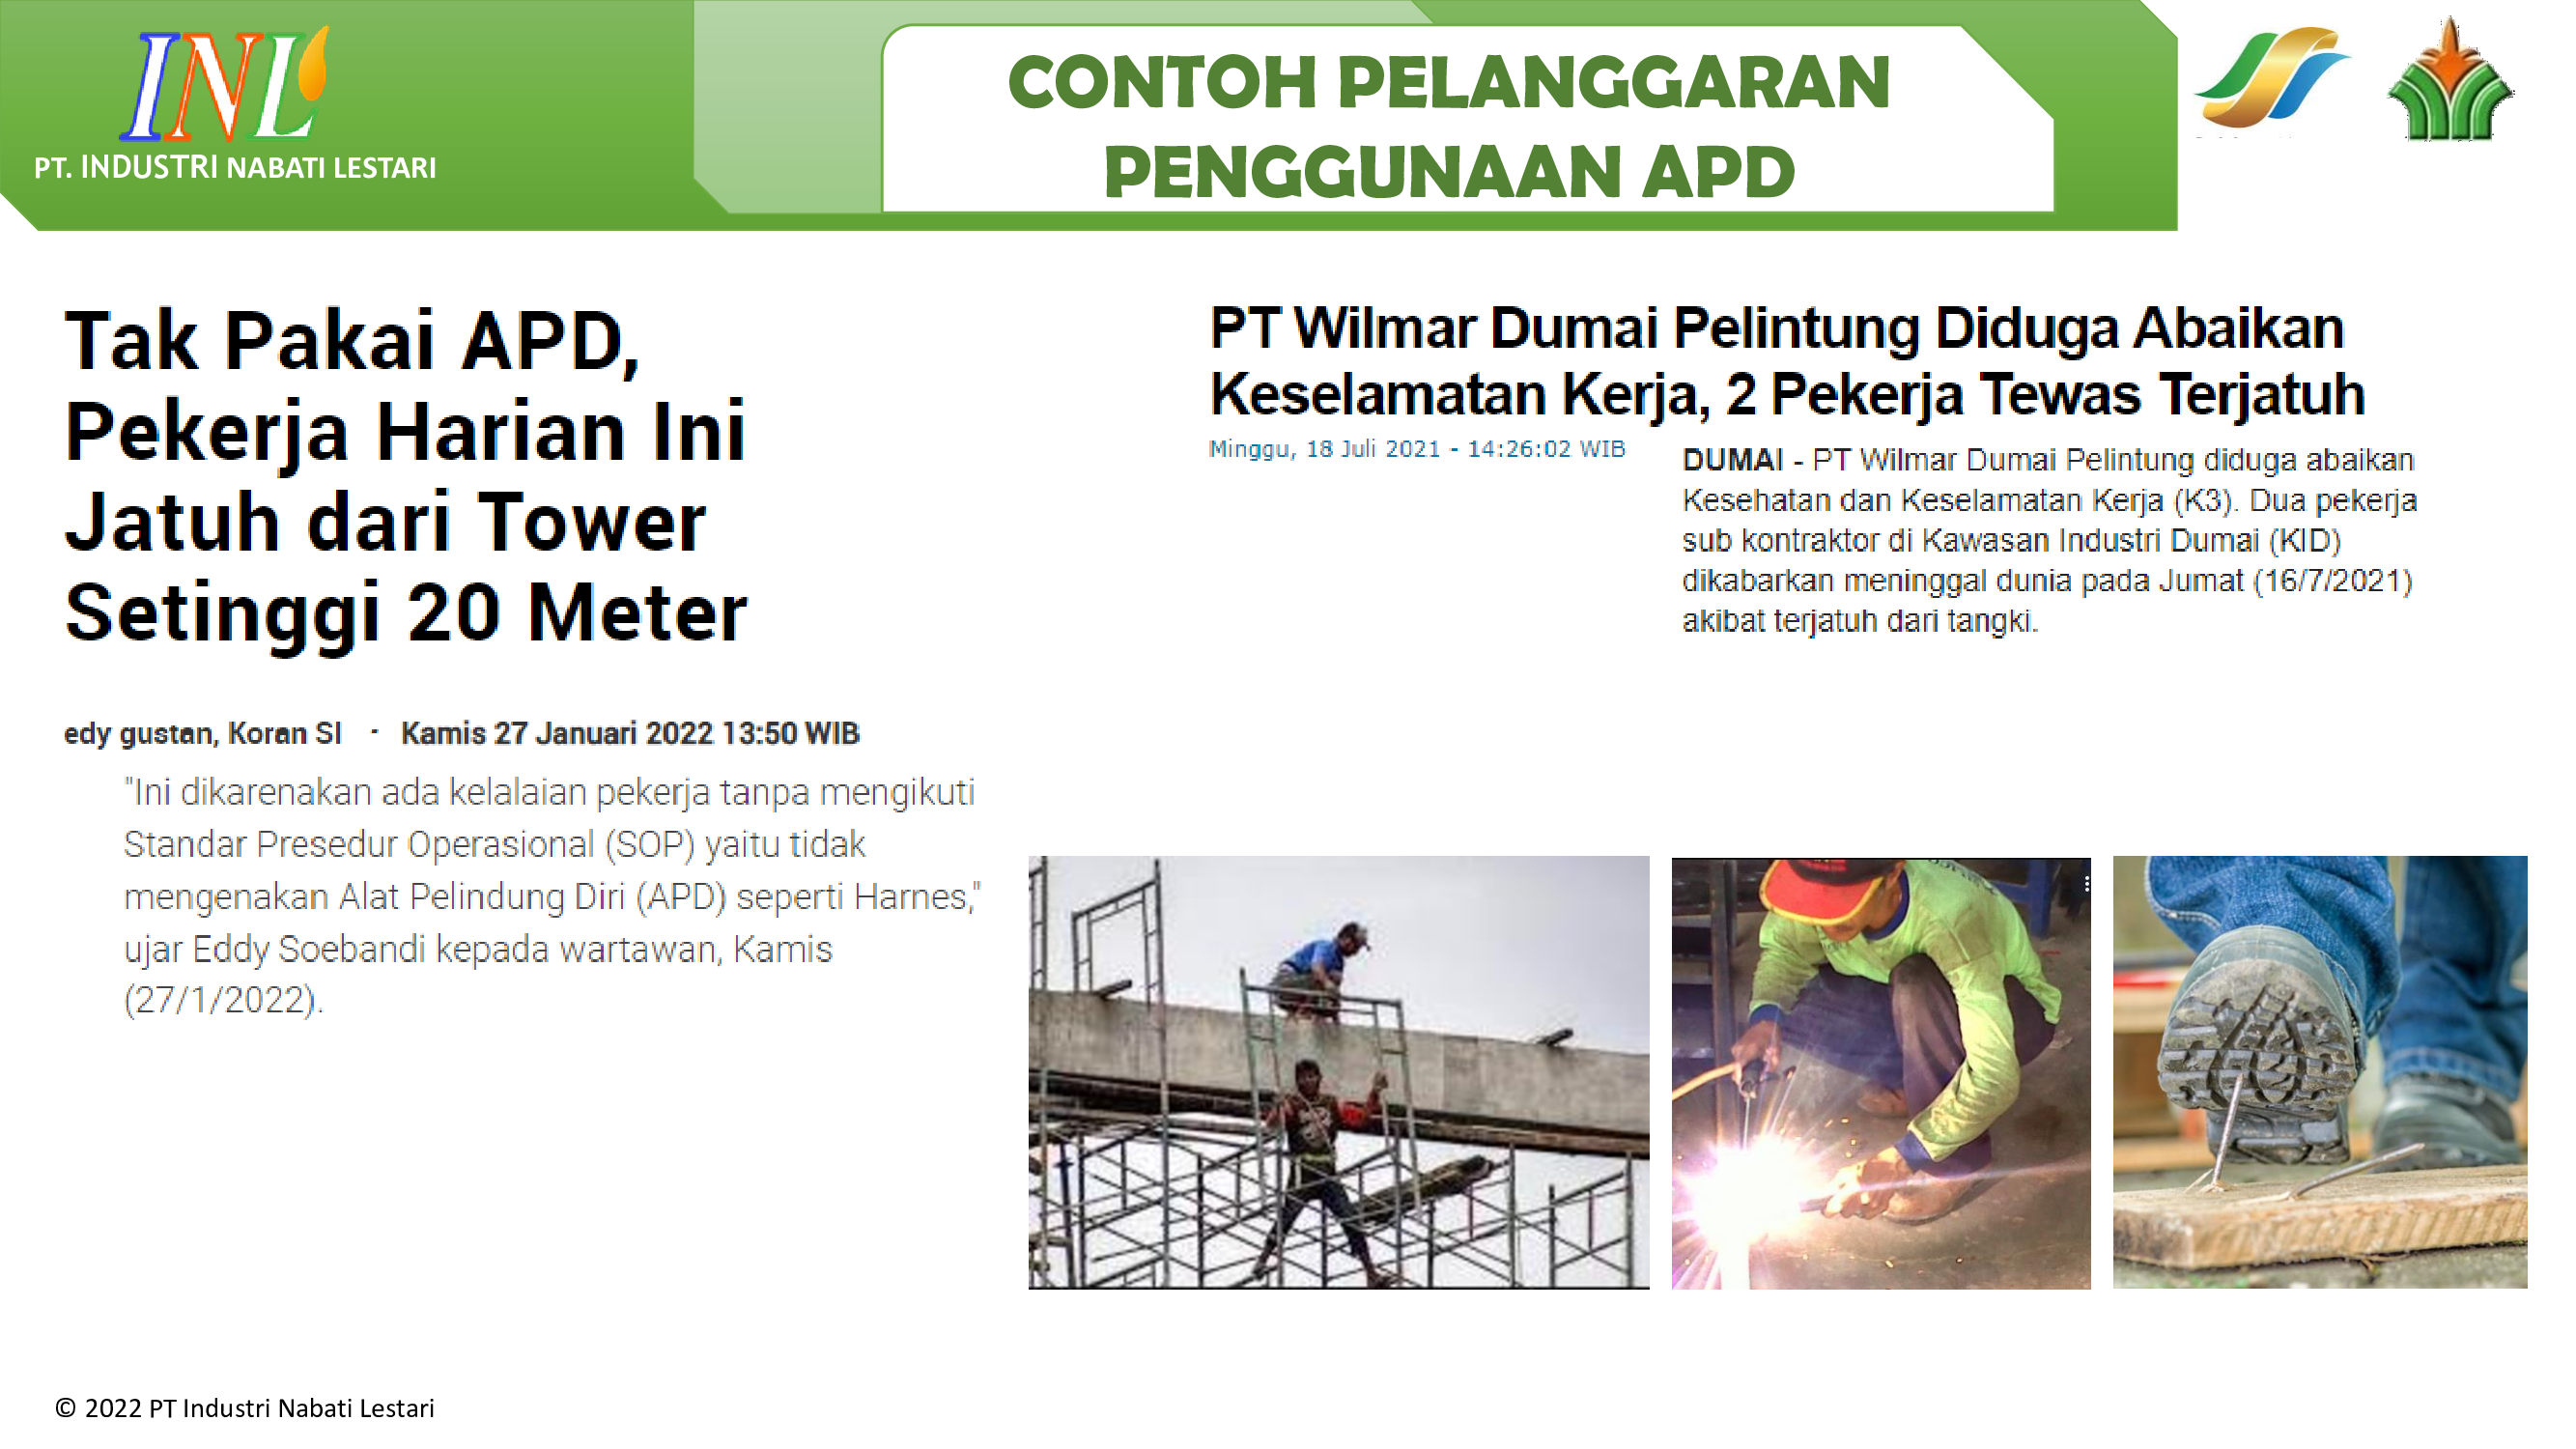 INL
PT. INDUSTRI NABATI LESTARI
CONTOH PELANGGARAN
PENGGUNAAN APD
Tak Pakai APD,
Pekerja Harian Ini
Jatuh dari Tower
Setinggi 20 Meter
edy gustan, Koran SI - Kamis 27 Januari 2022 13:50 WIB
"Ini dikarenakan ada kelalaian pekerja tanpa mengikuti
Standar Presedur Operasional (SOP) yaitu tidak
mengenakan Alat Pelindung Diri (APD) seperti Harnes,"
ujar Eddy Soebandi kepada wartawan, Kamis
(27/1/2022).
PT Wilmar Dumai Pelintung Diduga Abaikan
Keselamatan Kerja, 2 Pekerja Tewas Terjatuh
Minggu, 18 Juli 2021 - 14:26:02 WIB
DUMAI - PT Wilmar Dumai Pelintung diduga abaikan
Kesehatan dan Keselamatan Kerja (K3). Dua pekerja
sub kontraktor di Kawasan Industri Dumai (KID)
dikabarkan meninggal dunia pada Jumat (16/7/2021)
akibat terjatuh dari tangki.
© 2022 PT Industri Nabati Lestari